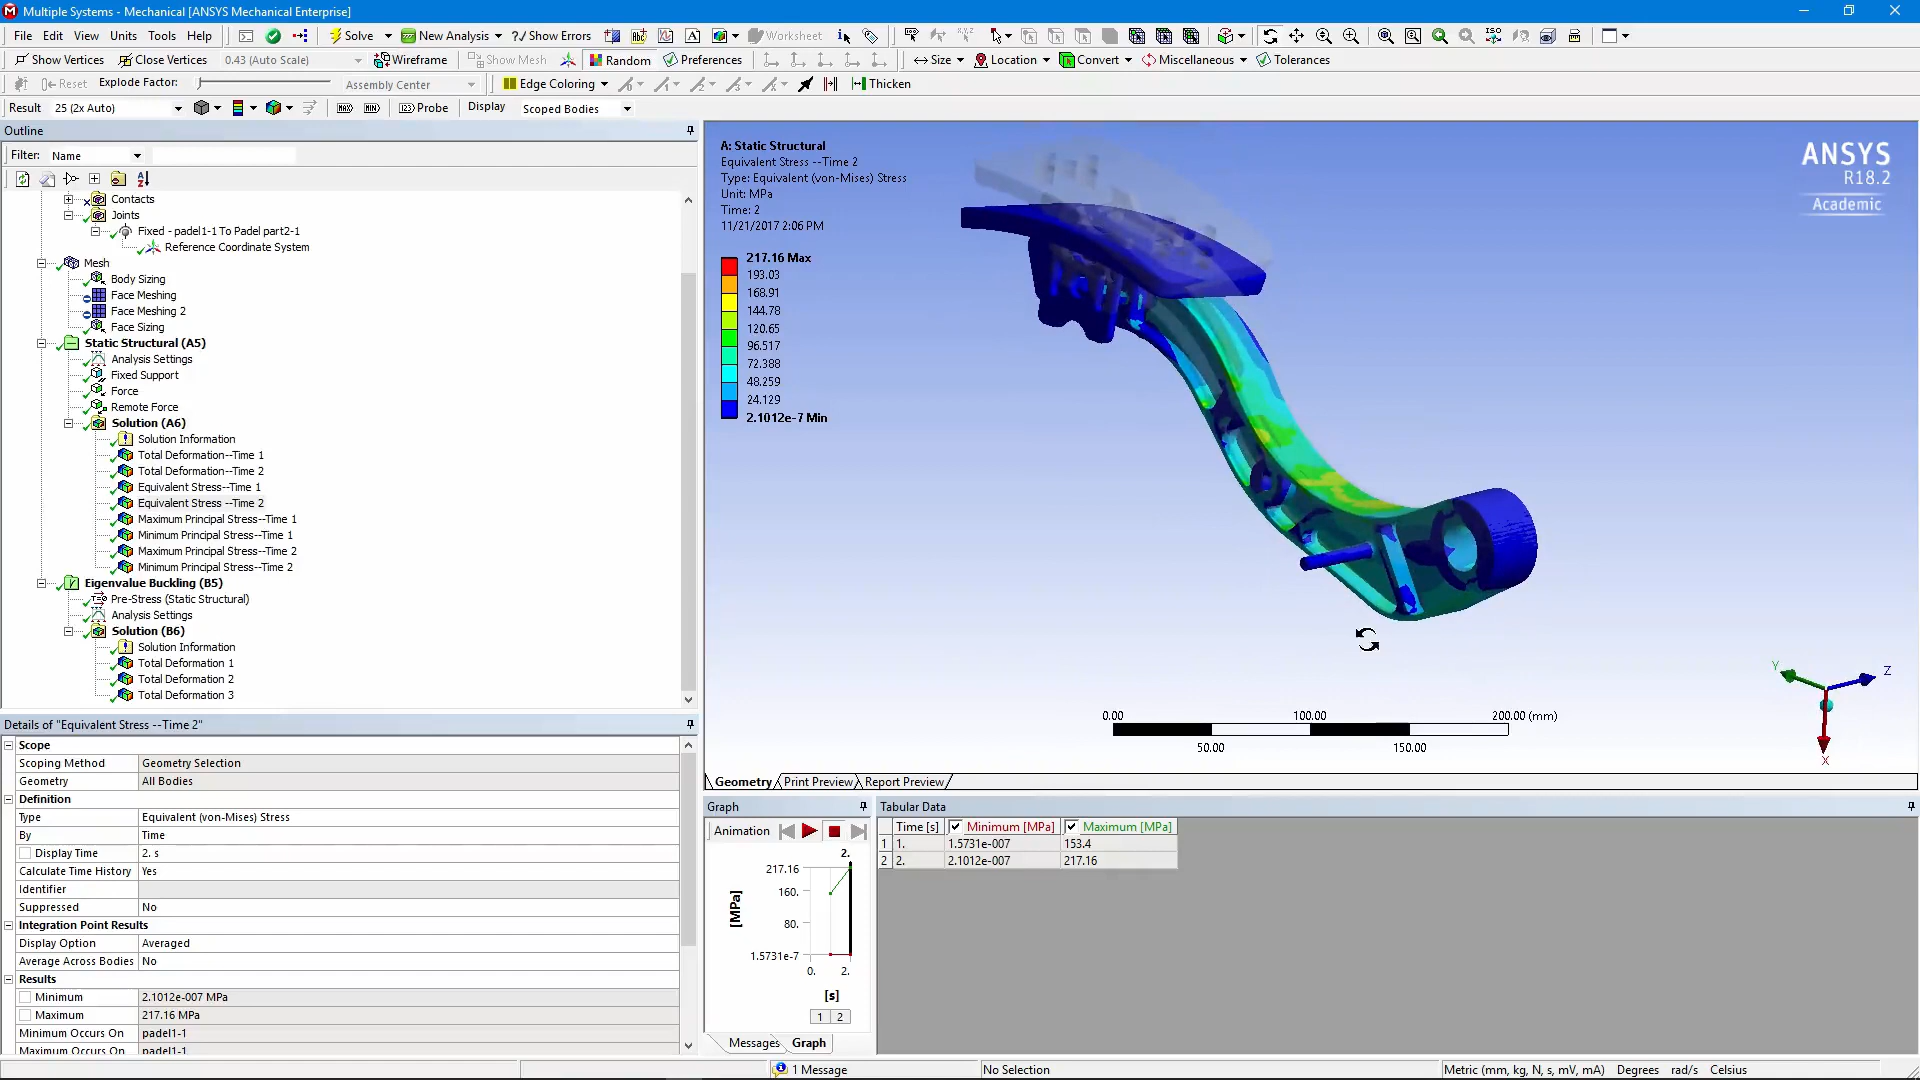 Multiple Systems - Mechanical [ANSYS Mechanical Enterprise]
File Edit View Units Tools Help Solve New Analysis ?/ Show Errors Worksheet
Show Vertices Close Vertices 0.43 (Auto Scale) Wireframe Show Mesh Random Preferences Size Location Convert Miscellaneous Tolerances
Reset Explode Factor: Assembly Center Edge Coloring Thicken
Result 25 (2x Auto) MAX MIN Probe Display Scoped Bodies
Outline
Filter: Name
Contacts
Joints
Fixed - padel1-1 To Padel part2-1
Reference Coordinate System
Mesh
Body Sizing
Face Meshing
Face Meshing 2
Face Sizing
Static Structural (A5)
Analysis Settings
Fixed Support
Force
Remote Force
Solution (A6)
Solution Information
Total Deformation--Time 1
Total Deformation--Time 2
Equivalent Stress--Time 1
Equivalent Stress --Time 2
Maximum Principal Stress--Time 1
Minimum Principal Stress--Time 1
Maximum Principal Stress--Time 2
Minimum Principal Stress--Time 2
Eigenvalue Buckling (B5)
Pre-Stress (Static Structural)
Analysis Settings
Solution (B6)
Solution Information
Total Deformation 1
Total Deformation 2
Total Deformation 3
Details of "Equivalent Stress --Time 2"
Scope
Scoping Method Geometry Selection
Geometry All Bodies
Definition
Type Equivalent (von-Mises) Stress
By Time
Display Time 2. s
Calculate Time History Yes
Identifier
Suppressed No
Integration Point Results
Display Option Averaged
Average Across Bodies No
Results
Minimum 2.1012e-007 MPa
Maximum 217.16 MPa
Minimum Occurs On padel1-1
Maximum Occurs On padel1-1
A: Static Structural
Equivalent Stress --Time 2
Type: Equivalent (von-Mises) Stress
Unit: MPa
Time: 2
11/21/2017 2:06 PM
217.16 Max
193.03
168.91
144.78
120.65
96.517
72.388
48.259
24.129
2.1012e-7 Min
ANSYS
R18.2
Academic
Y Z
X
0.00 100.00 200.00 (mm)
50.00 150.00
Geometry Print Preview Report Preview
Graph
Animation
2.
217.16
160.
80.
1.5731e-7
[MPa]
0. 2.
[s]
1 2
Messages Graph
Tabular Data
Time [s] Minimum [MPa] Maximum [MPa]
1 1. 1.5731e-007 153.4
2 2. 2.1012e-007 217.16
1 Message No Selection Metric (mm, kg, N, s, mV, mA) Degrees rad/s Celsius